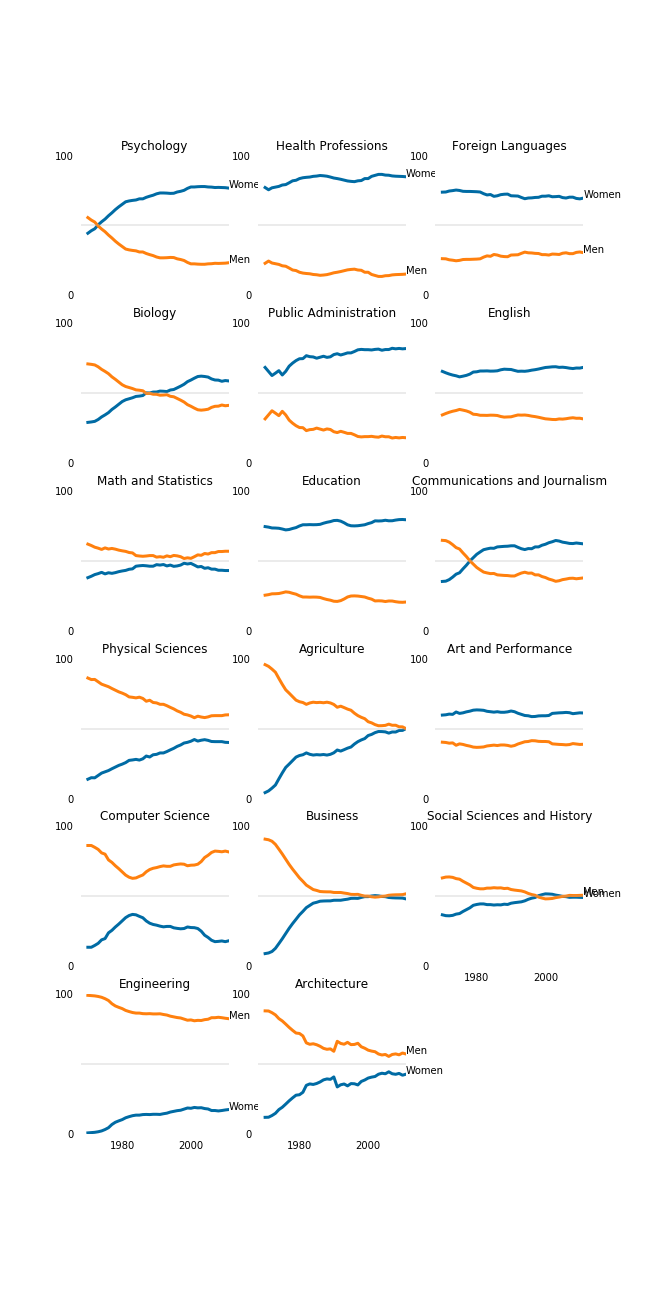 Psychology Health Professions Foreign Languages
100 100 100
Wome Wome Women
Men Men Men
0 0 0
Biology Public Administration English
100 100 100
0 0 0
Math and Statistics Education Communications and Journalism
100 100 100
0 0 0
Physical Sciences Agriculture Art and Performance
100 100 100
0 0 0
Computer Science Business Social Sciences and History
100 100 100
Men
Women
0 0 0
1980 2000
Engineering Architecture
100 100
Men Men
Wome Women
0 0
1980 2000 1980 2000